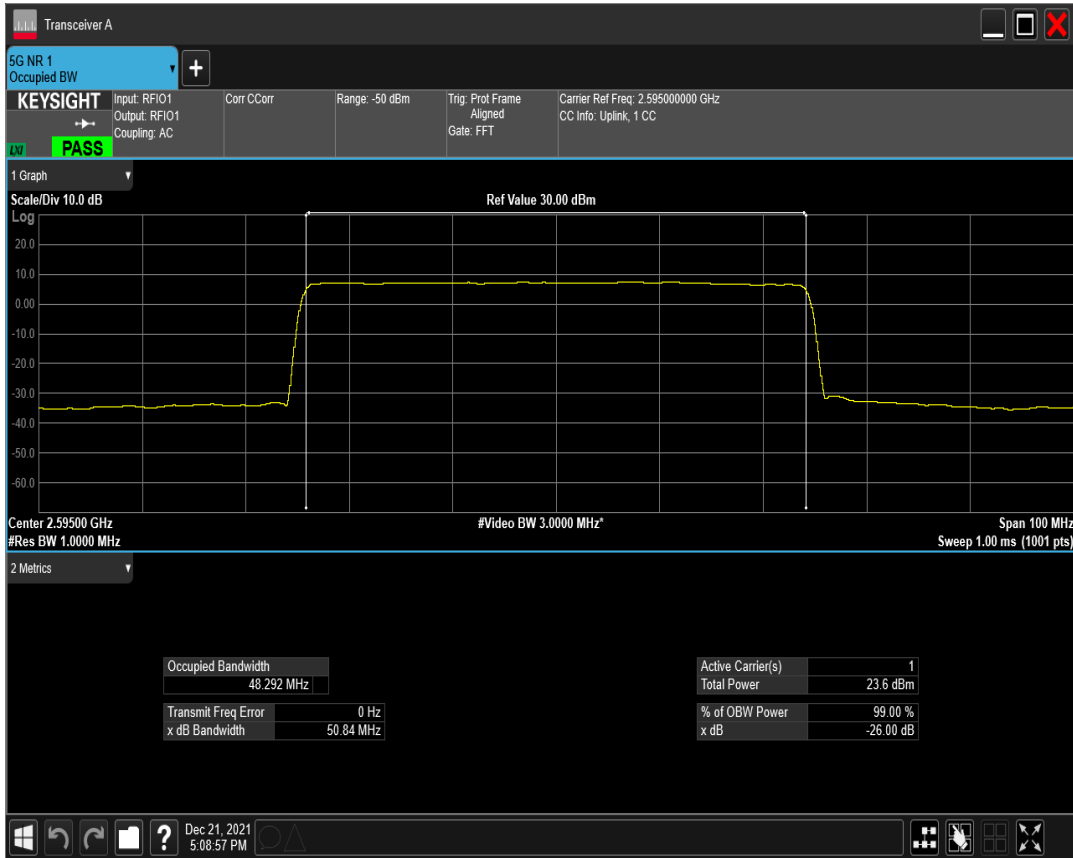 Transceiver A
5G NR 1
Occupied BW
KEYSIGHT
LXI
PASS
Input: RFIO1
Output: RFIO1
Coupling: AC
Corr CCorr
Range: -50 dBm
Trig: Prot Frame
Aligned
Gate: FFT
Carrier Ref Freq: 2.595000000 GHz
CC Info: Uplink, 1 CC
1 Graph
Scale/Div 10.0 dB
Ref Value 30.00 dBm
Log
20.0
10.0
0.00
-10.0
-20.0
-30.0
-40.0
-50.0
-60.0
Center 2.59500 GHz
#Video BW 3.0000 MHz*
Span 100 MHz
#Res BW 1.0000 MHz
Sweep 1.00 ms (1001 pts)
2 Metrics
Occupied Bandwidth
48.292 MHz
Transmit Freq Error 0 Hz
x dB Bandwidth 50.84 MHz
Active Carrier(s) 1
Total Power 23.6 dBm
% of OBW Power 99.00 %
x dB -26.00 dB
?
Dec 21, 2021
5:08:57 PM